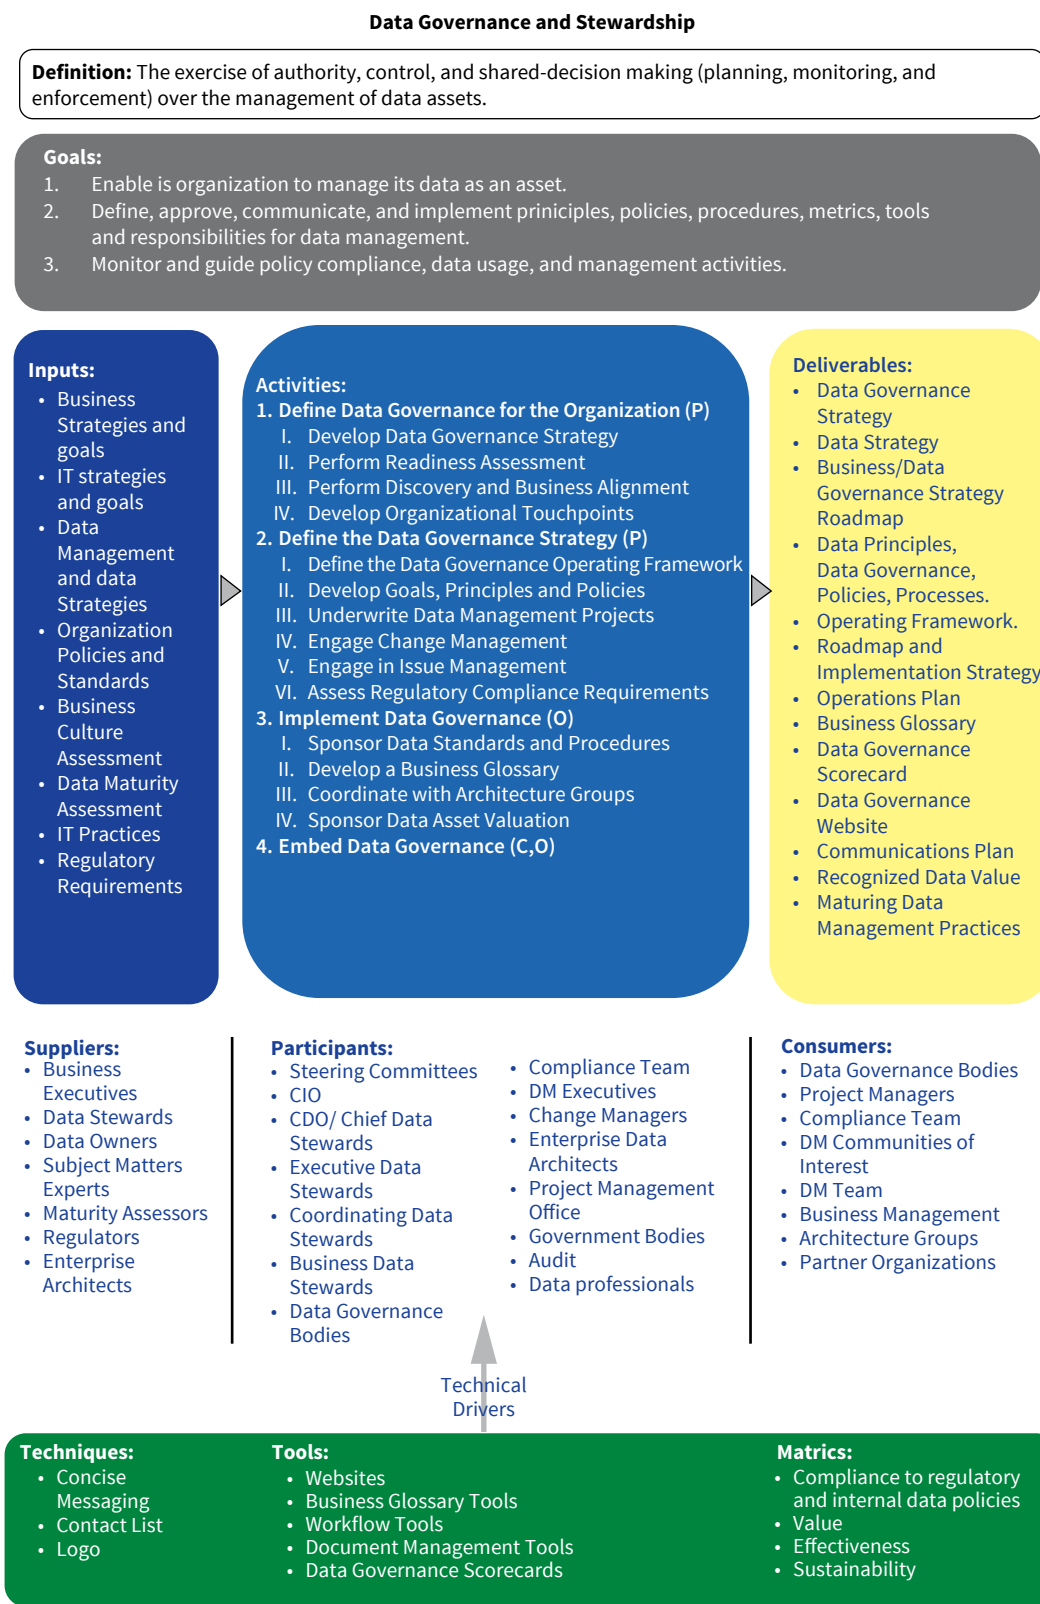 Data Governance and Stewardship
Definition: The exercise of authority, control, and shared-decision making (planning, monitoring, and
enforcement) over the management of data assets.
Goals:
1. Enable is organization to manage its data as an asset.
2. Define, approve, communicate, and implement priniciples, policies, procedures, metrics, tools
and responsibilities for data management.
3. Monitor and guide policy compliance, data usage, and management activities.
Inputs:
• Business
Strategies and
goals
• IT strategies
and goals
• Data
Management
and data
Strategies
• Organization
Policies and
Standards
• Business
Culture
Assessment
• Data Maturity
Assessment
• IT Practices
• Regulatory
Requirements
Activities:
1. Define Data Governance for the Organization (P)
I. Develop Data Governance Strategy
II. Perform Readiness Assessment
III. Perform Discovery and Business Alignment
IV. Develop Organizational Touchpoints
2. Define the Data Governance Strategy (P)
I. Define the Data Governance Operating Framework
II. Develop Goals, Principles and Policies
III. Underwrite Data Management Projects
IV. Engage Change Management
V. Engage in Issue Management
VI. Assess Regulatory Compliance Requirements
3. Implement Data Governance (O)
I. Sponsor Data Standards and Procedures
II. Develop a Business Glossary
III. Coordinate with Architecture Groups
IV. Sponsor Data Asset Valuation
4. Embed Data Governance (C,O)
Deliverables:
• Data Governance
Strategy
• Data Strategy
• Business/Data
Governance Strategy
Roadmap
• Data Principles,
Data Governance,
Policies, Processes.
• Operating Framework.
• Roadmap and
Implementation Strategy
• Operations Plan
• Business Glossary
• Data Governance
Scorecard
• Data Governance
Website
• Communications Plan
• Recognized Data Value
• Maturing Data
Management Practices
Suppliers:
• Business
Executives
• Data Stewards
• Data Owners
• Subject Matters
Experts
• Maturity Assessors
• Regulators
• Enterprise
Architects
Participants:
• Steering Committees
• CIO
• CDO/ Chief Data
Stewards
• Executive Data
Stewards
• Coordinating Data
Stewards
• Business Data
Stewards
• Data Governance
Bodies
• Compliance Team
• DM Executives
• Change Managers
• Enterprise Data
Architects
• Project Management
Office
• Government Bodies
• Audit
• Data professionals
Consumers:
• Data Governance Bodies
• Project Managers
• Compliance Team
• DM Communities of
Interest
• DM Team
• Business Management
• Architecture Groups
• Partner Organizations
Technical
Drivers
Techniques:
• Concise
Messaging
• Contact List
• Logo
Tools:
• Websites
• Business Glossary Tools
• Workflow Tools
• Document Management Tools
• Data Governance Scorecards
Matrics:
• Compliance to regulatory
and internal data policies
• Value
• Effectiveness
• Sustainability